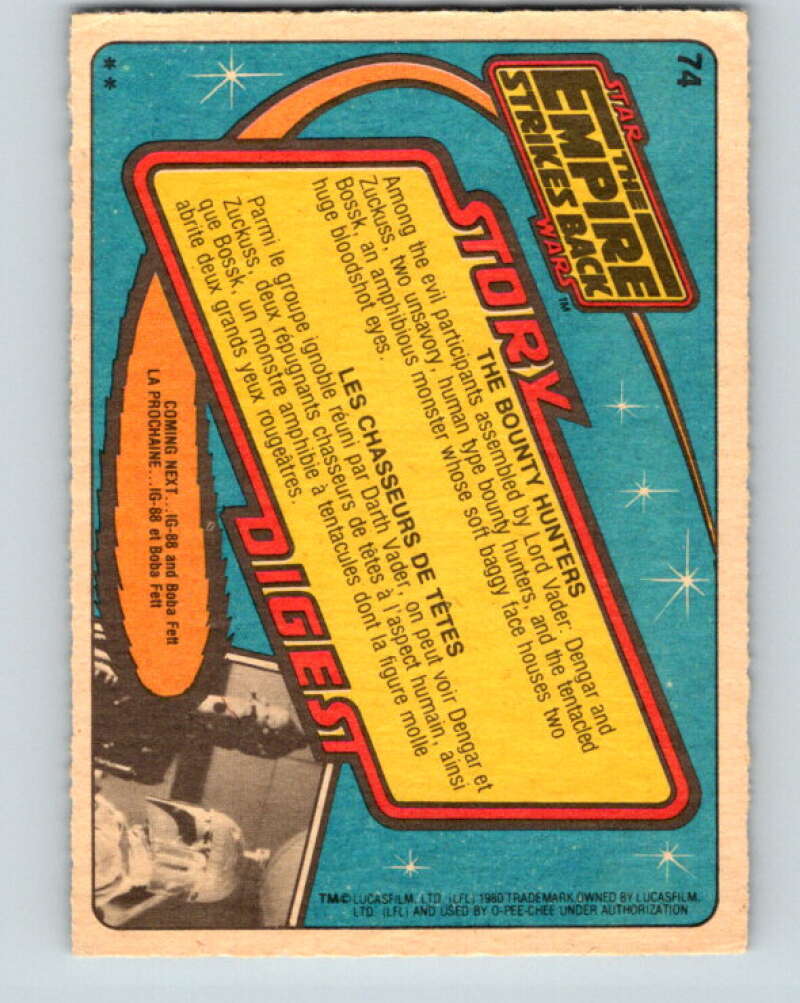 74
STAR
THE
EMPIRE
STRIKES BACK
WARS™
STORY
THE BOUNTY HUNTERS
Among the evil participants assembled by Lord Vader: Dengar and
Zuckuss, two unsavory, human type bounty hunters, and the tentacled
Bossk, an amphibious monster whose soft baggy face houses two
huge bloodshot eyes.
LES CHASSEURS DE TÊTES
Parmi le groupe ignoble réuni par Darth Vader, on peut voir Dengar et
Zuckuss, deux répugnants chasseurs de têtes à l'aspect humain, ainsi
que Bossk, un monstre amphibie à tentacules dont la figure molle
abrite deux grands yeux rougeâtres.
DIGEST
COMING NEXT...IG-88 and Boba Fett
LA PROCHAINE...IG-88 et Boba Fett
**
TM© LUCASFILM, LTD. (LFL) 1980 TRADEMARK OWNED BY LUCASFILM,
LTD. (LFL) AND USED BY O-PEE-CHEE UNDER AUTHORIZATION